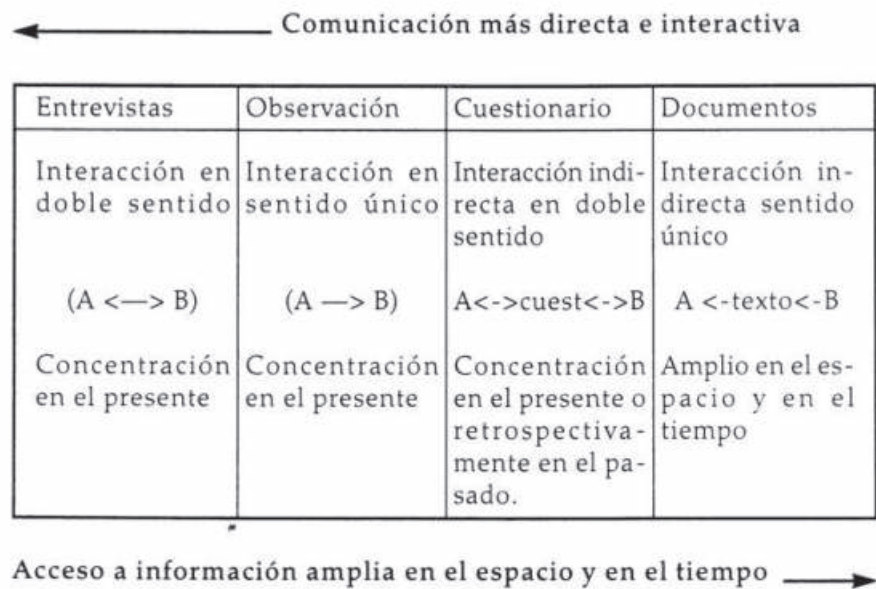 Comunicación más directa e interactiva
Entrevistas
Interacción en
doble sentido
(A <—> B)
Concentración
en el presente
Observación
Interacción en
sentido único
(A —> B)
Concentración
en el presente
Cuestionario
Interacción indi-
recta en doble
sentido
A<->cuest<->B
Concentración
en el presente o
retrospectiva-
mente en el pa-
sado.
Documentos
Interacción in-
directa sentido
único
A <-texto<-B
Amplio en el es-
pacio y en el
tiempo
Acceso a información amplia en el espacio y en el tiempo